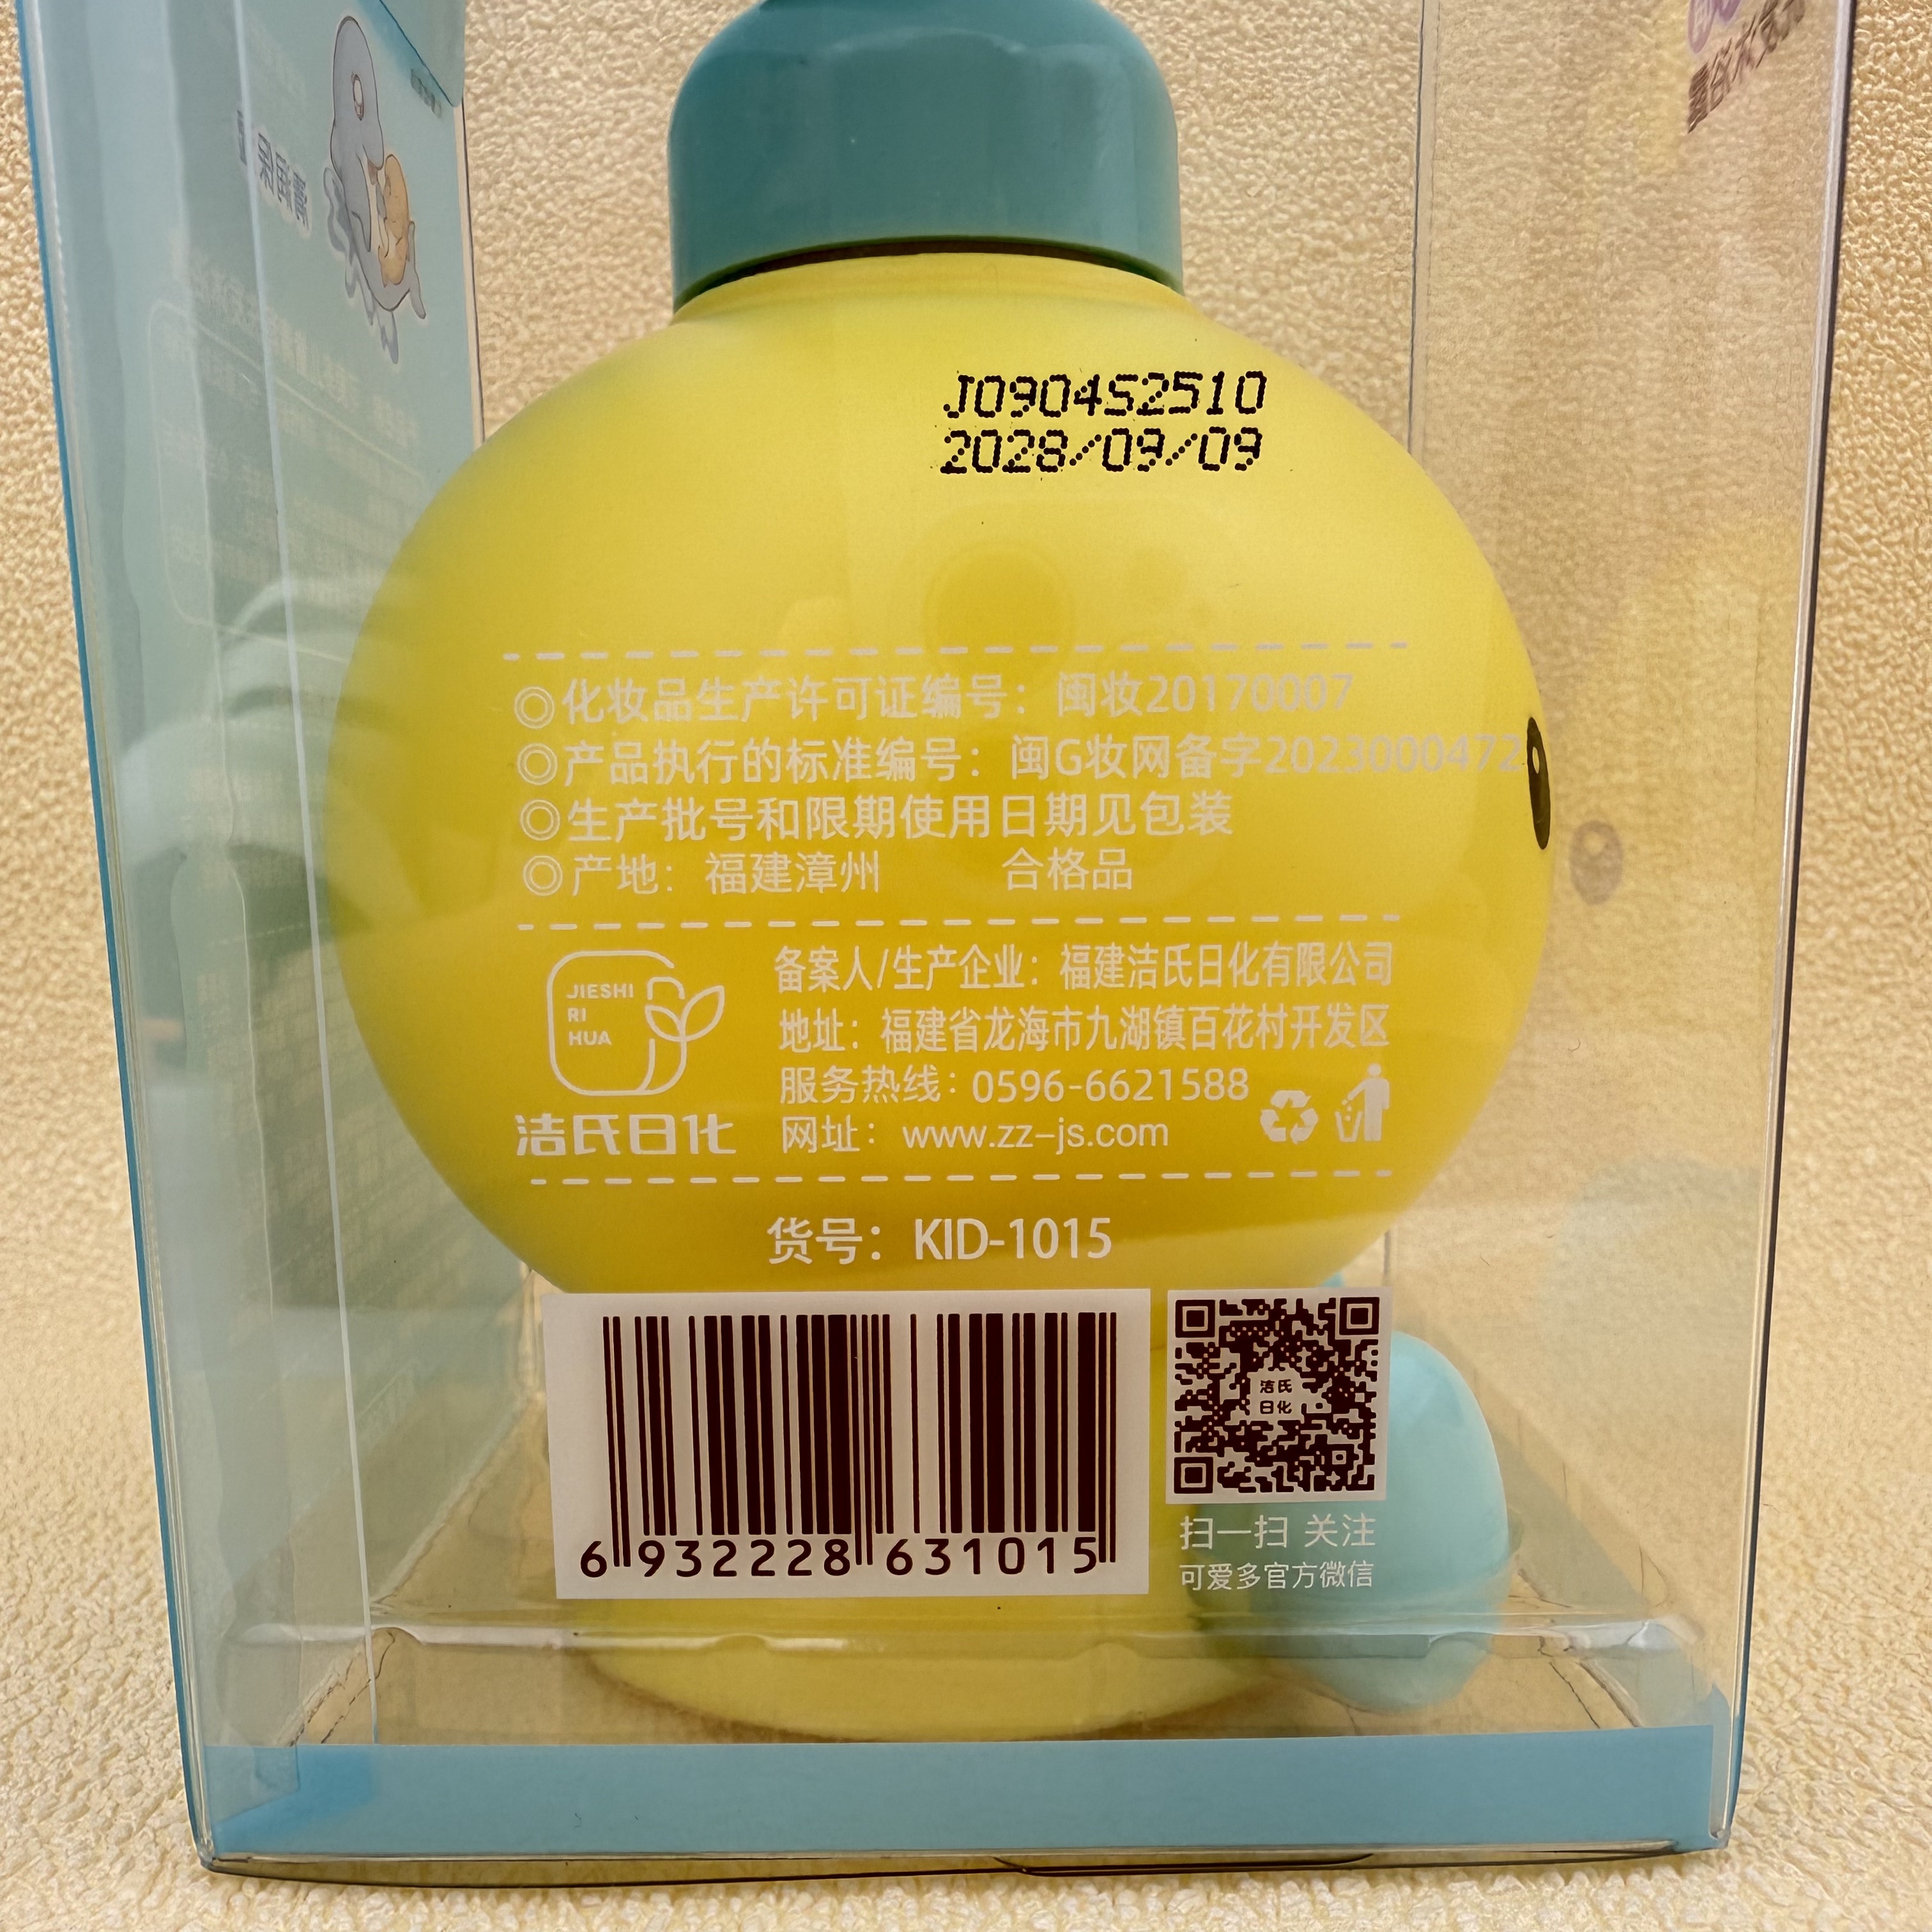 J0904S2510
2028/09/09
◎化妆品生产许可证编号：闽妆20170007
◎产品执行的标准编号：闽G妆网备字2023000472
◎生产批号和限期使用日期见包装
◎产地：福建漳州 合格品
JIESHI
RI
HUA
洁氏日化
备案人/生产企业：福建洁氏日化有限公司
地址：福建省龙海市九湖镇百花村开发区
服务热线：0596-6621588
网址：www.zz-js.com
货号：KID-1015
6 932228 631015
洁氏
日化
扫一扫 关注
可爱多官方微信